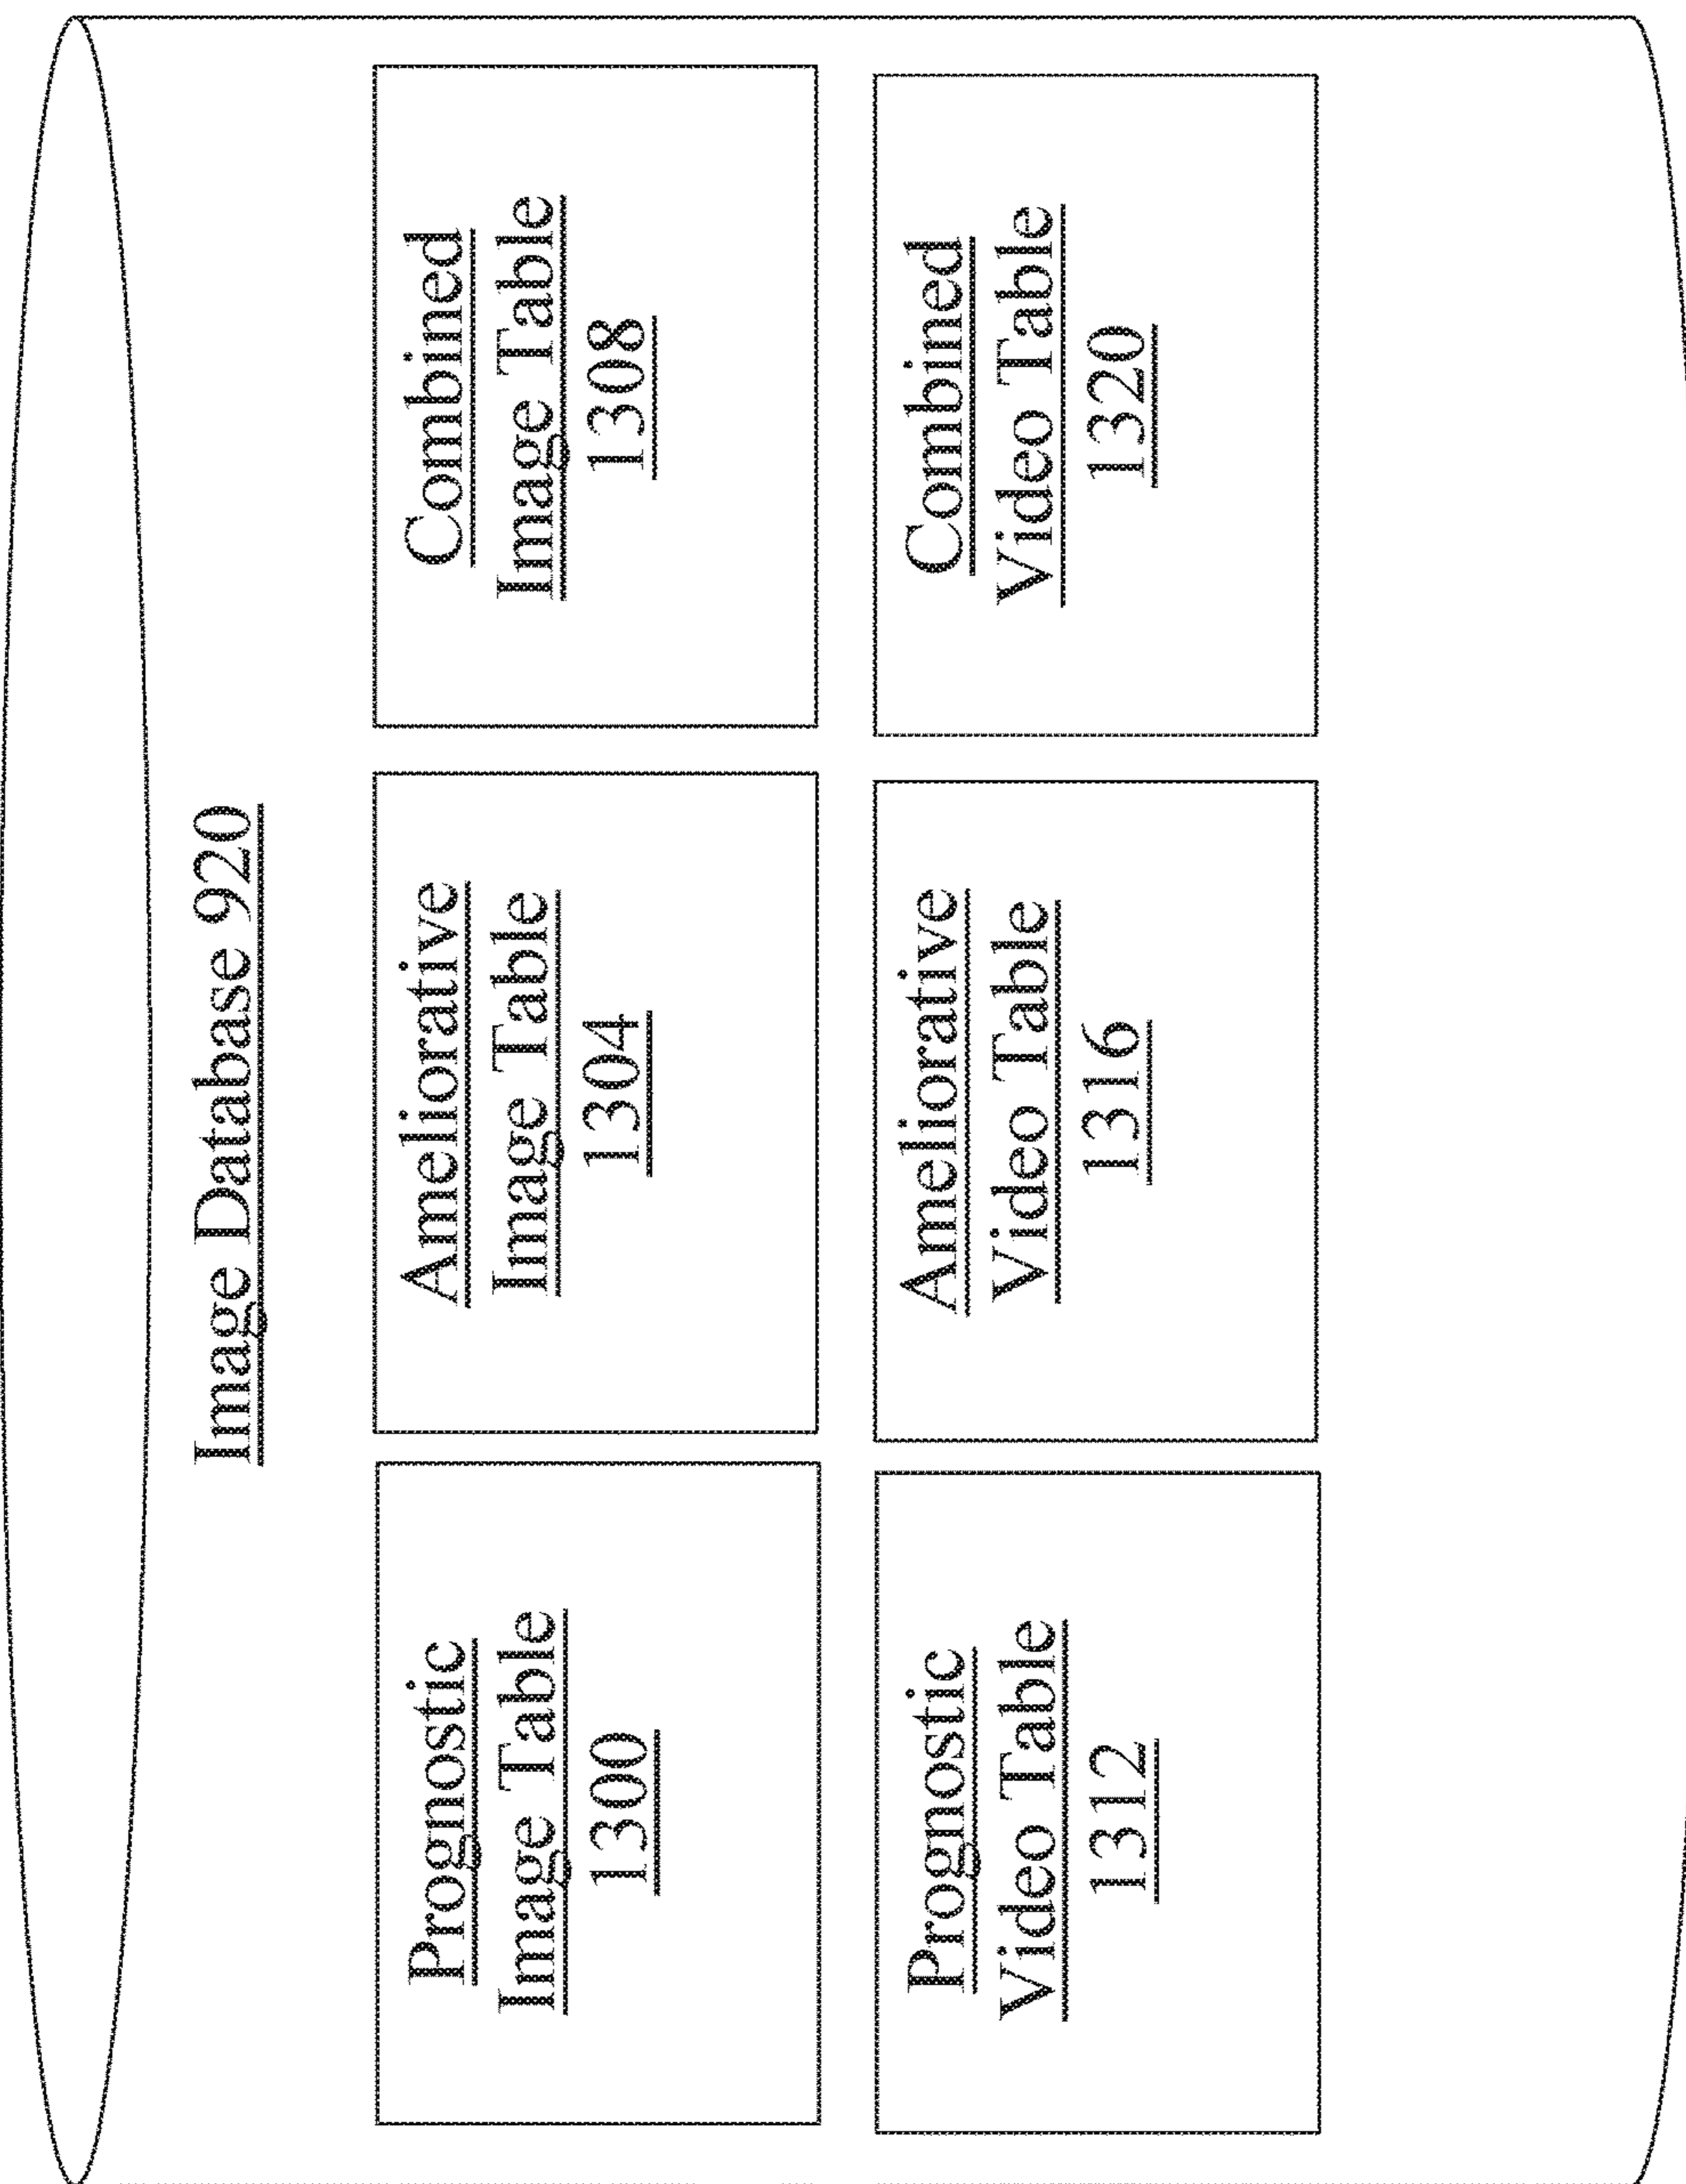 Image Database 920
Prognostic
Image Table
1300
Ameliorative
Image Table
1304
Combined
Image Table
1308
Prognostic
Video Table
1312
Ameliorative
Video Table
1316
Combined
Video Table
1320